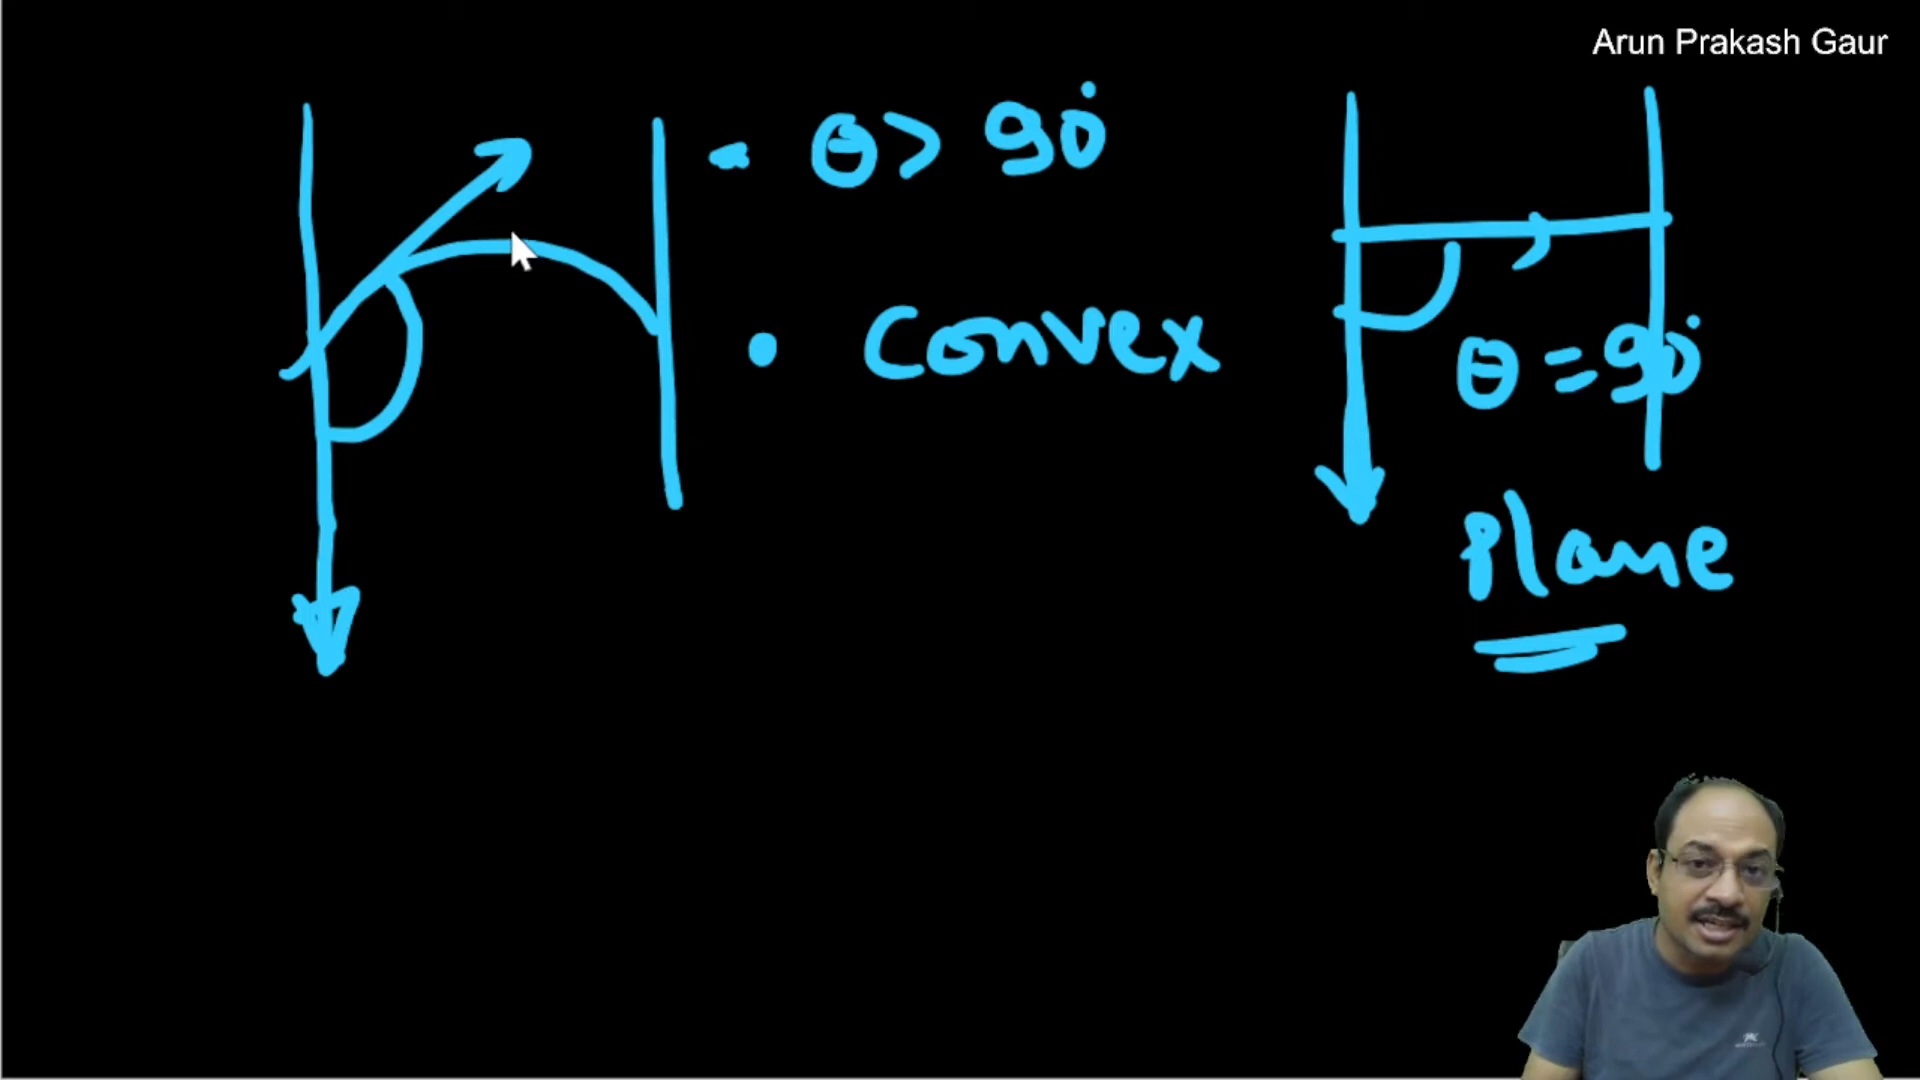 Arun Prakash Gaur
- θ > 90°
• Convex
θ = 90°
Plane